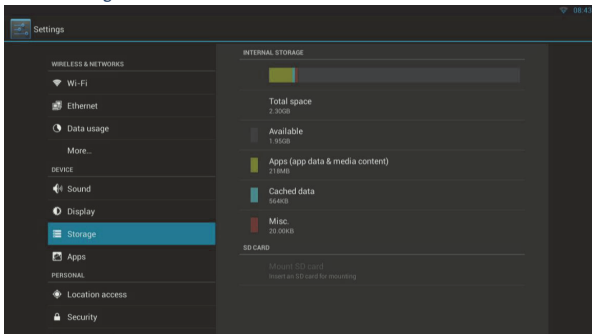 08:43
Settings
WIRELESS & NETWORKS
Wi-Fi
Ethernet
Data usage
More...
DEVICE
Sound
Display
Storage
Apps
PERSONAL
Location access
Security
INTERNAL STORAGE
Total space
2.30GB
Available
1.95GB
Apps (app data & media content)
218MB
Cached data
564KB
Misc.
20.00KB
SD CARD
Mount SD card
Insert an SD card for mounting